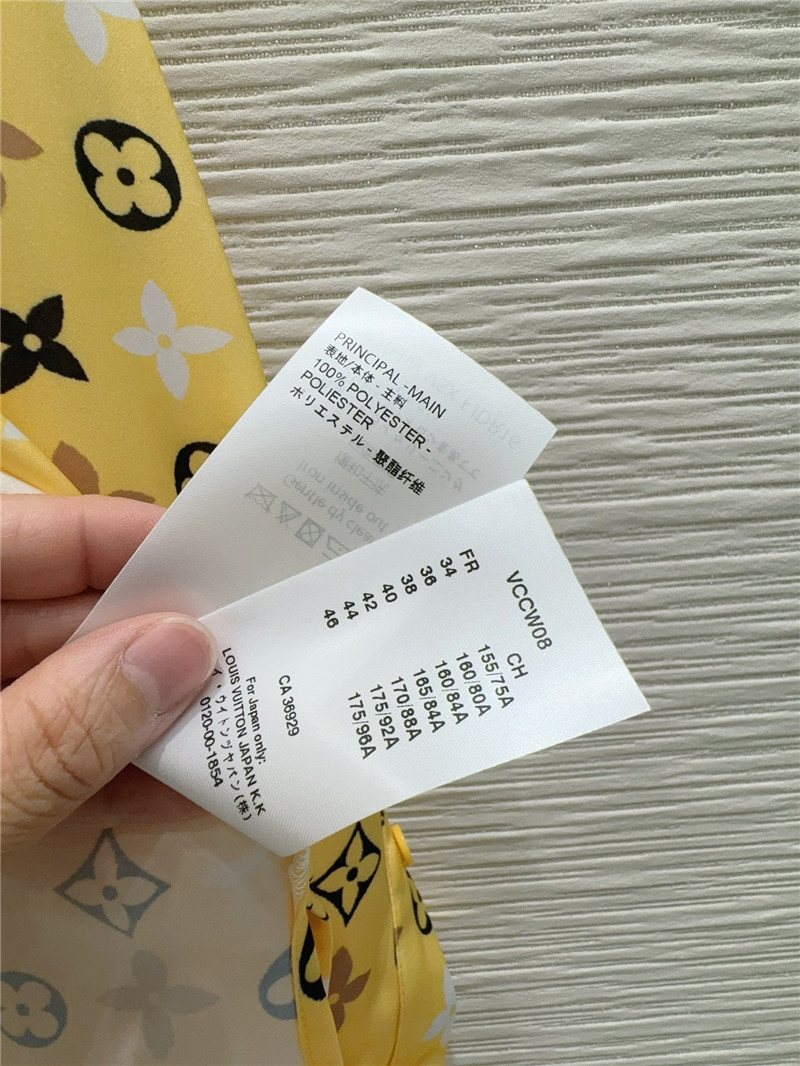 PRINCIPAL - MAIN
表地/本体 - 主料
100% POLYESTER -
POLIESTER
ポリエステル - 聚酯纤维
VCCW08
FR CH
34 155/75A
36 160/80A
38 160/84A
40 165/84A
42 170/88A
44 175/92A
46 175/96A
CA 36929
For Japan only:
LOUIS VUITTON JAPAN K.K
イ・ウイトンジャパン(株)
0120-00-1854